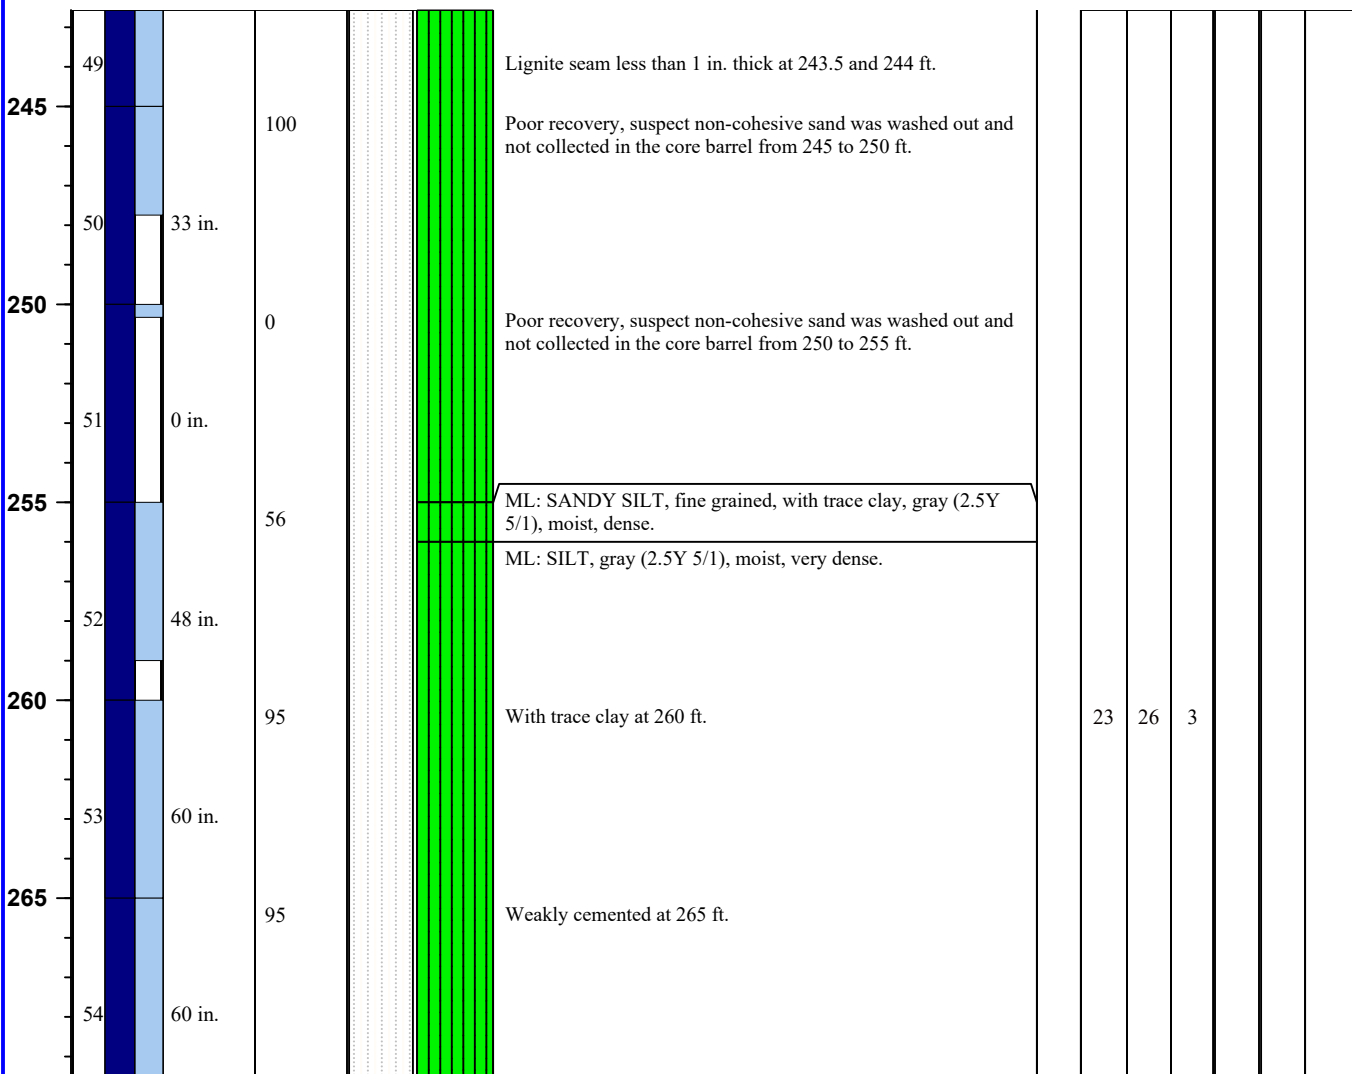 49
Lignite seam less than 1 in. thick at 243.5 and 244 ft.
245
100
Poor recovery, suspect non-cohesive sand was washed out and
not collected in the core barrel from 245 to 250 ft.
50
33 in.
250
0
Poor recovery, suspect non-cohesive sand was washed out and
not collected in the core barrel from 250 to 255 ft.
51
0 in.
255
56
ML: SANDY SILT, fine grained, with trace clay, gray (2.5Y
5/1), moist, dense.
ML: SILT, gray (2.5Y 5/1), moist, very dense.
52
48 in.
260
95
With trace clay at 260 ft.
23 26 3
53
60 in.
265
95
Weakly cemented at 265 ft.
54
60 in.